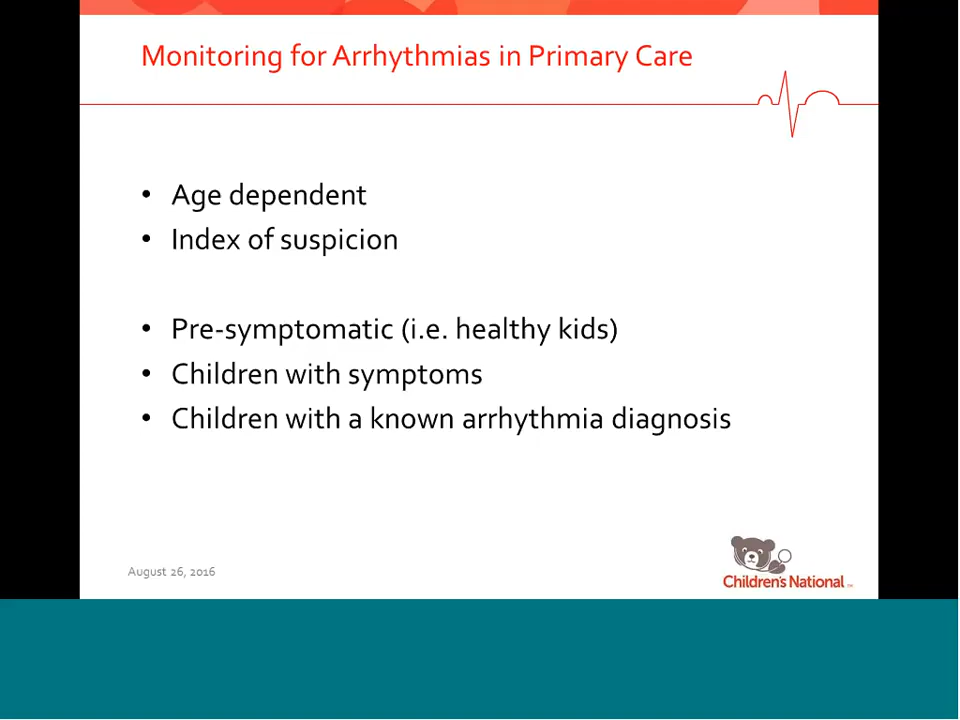 Monitoring for Arrhythmias in Primary Care
• Age dependent
• Index of suspicion
• Pre-symptomatic (i.e. healthy kids)
• Children with symptoms
• Children with a known arrhythmia diagnosis
August 26, 2016
Children's National